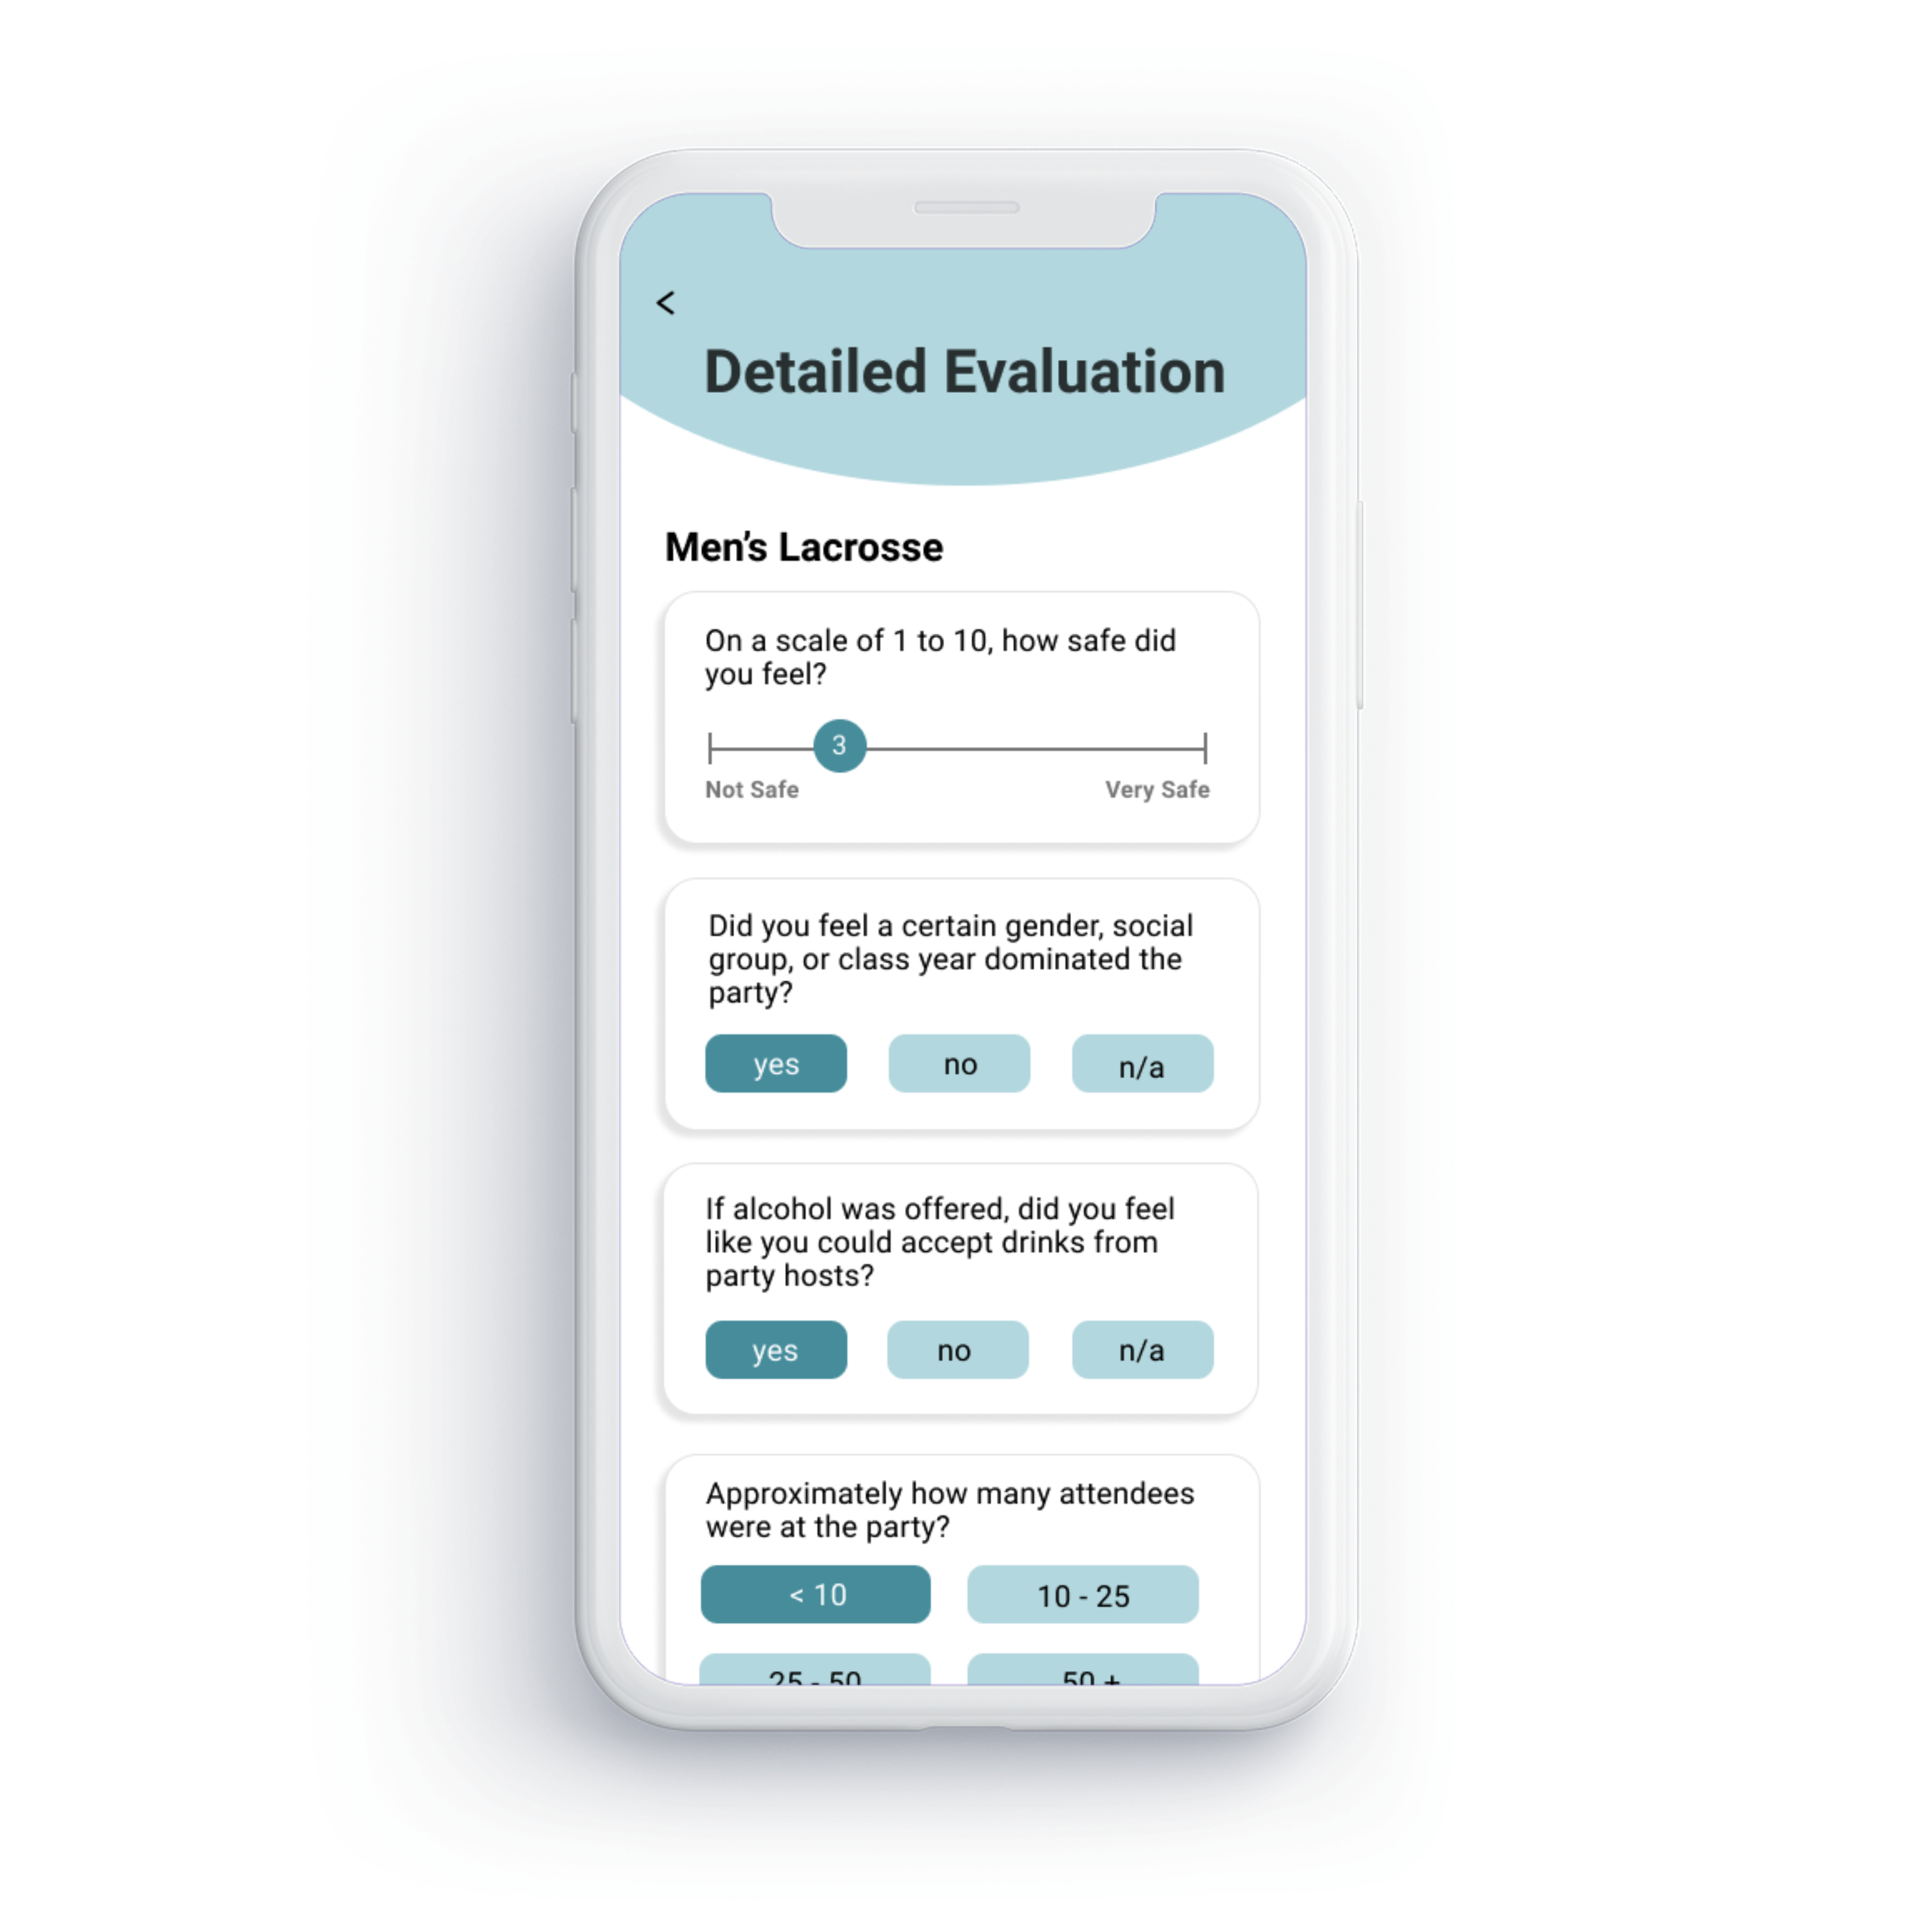 <
Detailed Evaluation
Men's Lacrosse
On a scale of 1 to 10, how safe did
you feel?
3
Not Safe Very Safe
Did you feel a certain gender, social
group, or class year dominated the
party?
yes no n/a
If alcohol was offered, did you feel
like you could accept drinks from
party hosts?
yes no n/a
Approximately how many attendees
were at the party?
< 10 10 - 25
25 - 50 50 +